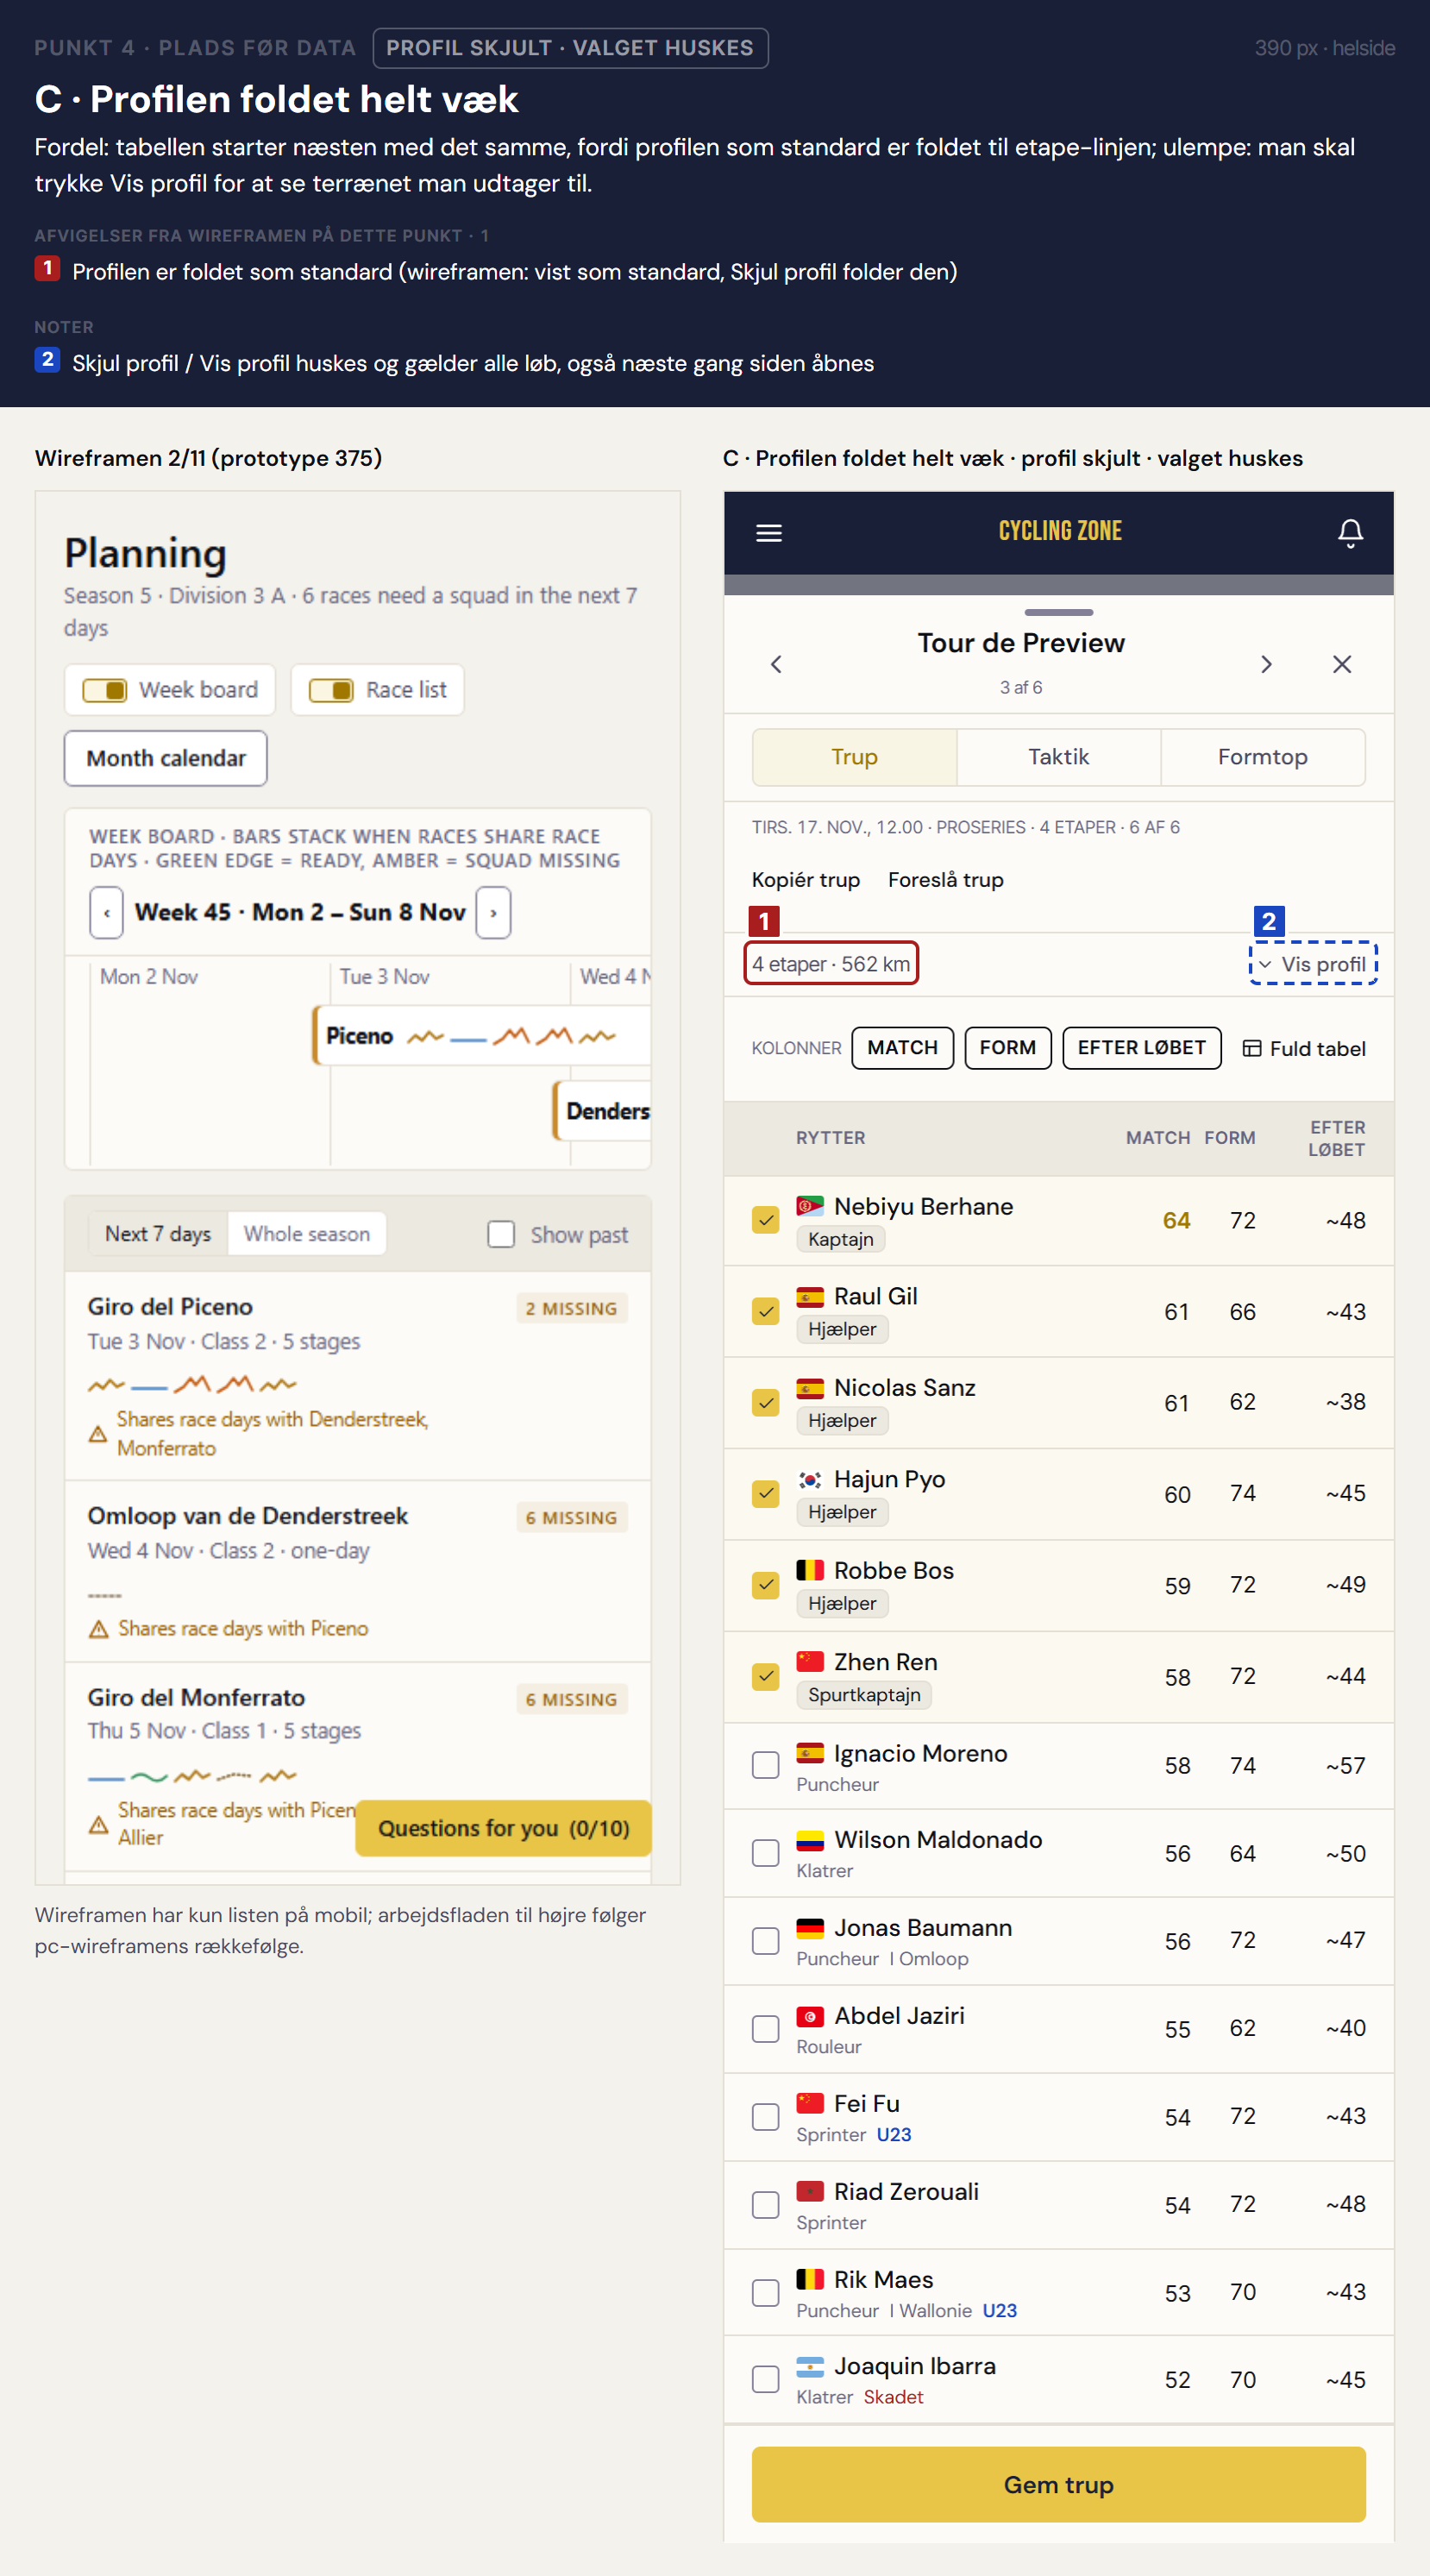 PUNKT 4 · PLADS FØR DATA
PROFIL SKJULT · VALGET HUSKES
390 px · helside
C · Profilen foldet helt væk
Fordel: tabellen starter næsten med det samme, fordi profilen som standard er foldet til etape-linjen; ulempe: man skal
trykke Vis profil for at se terrænet man udtager til.
AFVIGELSER FRA WIREFRAMEN PÅ DETTE PUNKT · 1
1 Profilen er foldet som standard (wireframen: vist som standard, Skjul profil folder den)
NOTER
2 Skjul profil / Vis profil huskes og gælder alle løb, også næste gang siden åbnes
Wireframen 2/11 (prototype 375)
Planning
Season 5 · Division 3 A · 6 races need a squad in the next 7
days
Week board
Race list
Month calendar
WEEK BOARD · BARS STACK WHEN RACES SHARE RACE
DAYS · GREEN EDGE = READY, AMBER = SQUAD MISSING
‹ Week 45 · Mon 2 – Sun 8 Nov ›
Mon 2 Nov Tue 3 Nov Wed 4 N
Piceno
Denders
Next 7 days Whole season Show past
Giro del Piceno 2 MISSING
Tue 3 Nov · Class 2 · 5 stages
Shares race days with Denderstreek,
Monferrato
Omloop van de Denderstreek 6 MISSING
Wed 4 Nov · Class 2 · one-day
Shares race days with Piceno
Giro del Monferrato 6 MISSING
Thu 5 Nov · Class 1 · 5 stages
Shares race days with Picen
Allier
Questions for you (0/10)
Wireframen har kun listen på mobil; arbejdsfladen til højre følger
pc-wireframens rækkefølge.
C · Profilen foldet helt væk · profil skjult · valget huskes
CYCLING ZONE
Tour de Preview
3 af 6
Trup Taktik Formtop
TIRS. 17. NOV., 12.00 · PROSERIES · 4 ETAPER · 6 AF 6
Kopiér trup Foreslå trup
1 2
4 etaper · 562 km Vis profil
KOLONNER MATCH FORM EFTER LØBET Fuld tabel
RYTTER MATCH FORM EFTER
LØBET
Nebiyu Berhane 64 72 ~48
Kaptajn
Raul Gil 61 66 ~43
Hjælper
Nicolas Sanz 61 62 ~38
Hjælper
Hajun Pyo 60 74 ~45
Hjælper
Robbe Bos 59 72 ~49
Hjælper
Zhen Ren 58 72 ~44
Spurtkaptajn
Ignacio Moreno 58 74 ~57
Puncheur
Wilson Maldonado 56 64 ~50
Klatrer
Jonas Baumann 56 72 ~47
Puncheur I Omloop
Abdel Jaziri 55 62 ~40
Rouleur
Fei Fu 54 72 ~43
Sprinter U23
Riad Zerouali 54 72 ~48
Sprinter
Rik Maes 53 70 ~43
Puncheur I Wallonie U23
Joaquin Ibarra 52 70 ~45
Klatrer Skadet
Gem trup